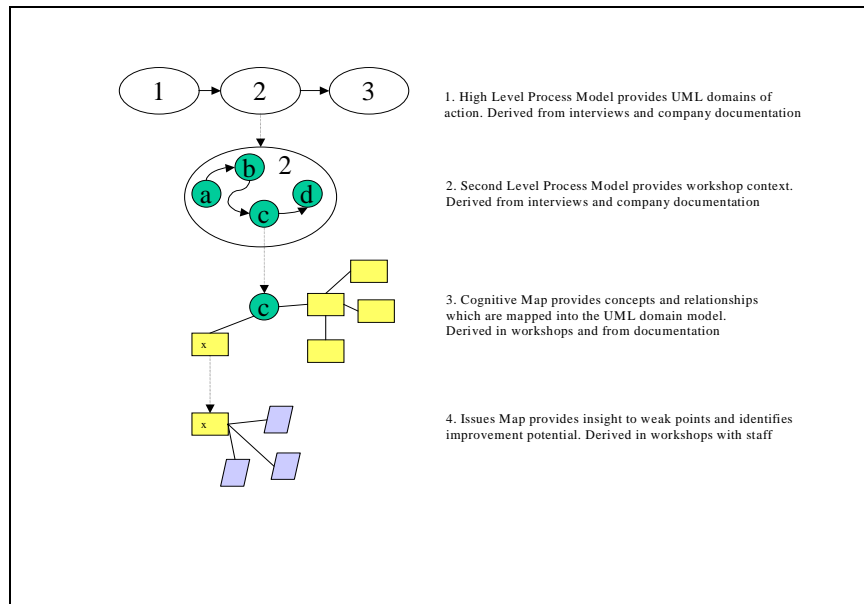 1 2 3
1. High Level Process Model provides UML domains of
action. Derived from interviews and company documentation
b 2
a d
c
2. Second Level Process Model provides workshop context.
Derived from interviews and company documentation
c
x
3. Cognitive Map provides concepts and relationships
which are mapped into the UML domain model.
Derived in workshops and from documentation
x
4. Issues Map provides insight to weak points and identifies
improvement potential. Derived in workshops with staff